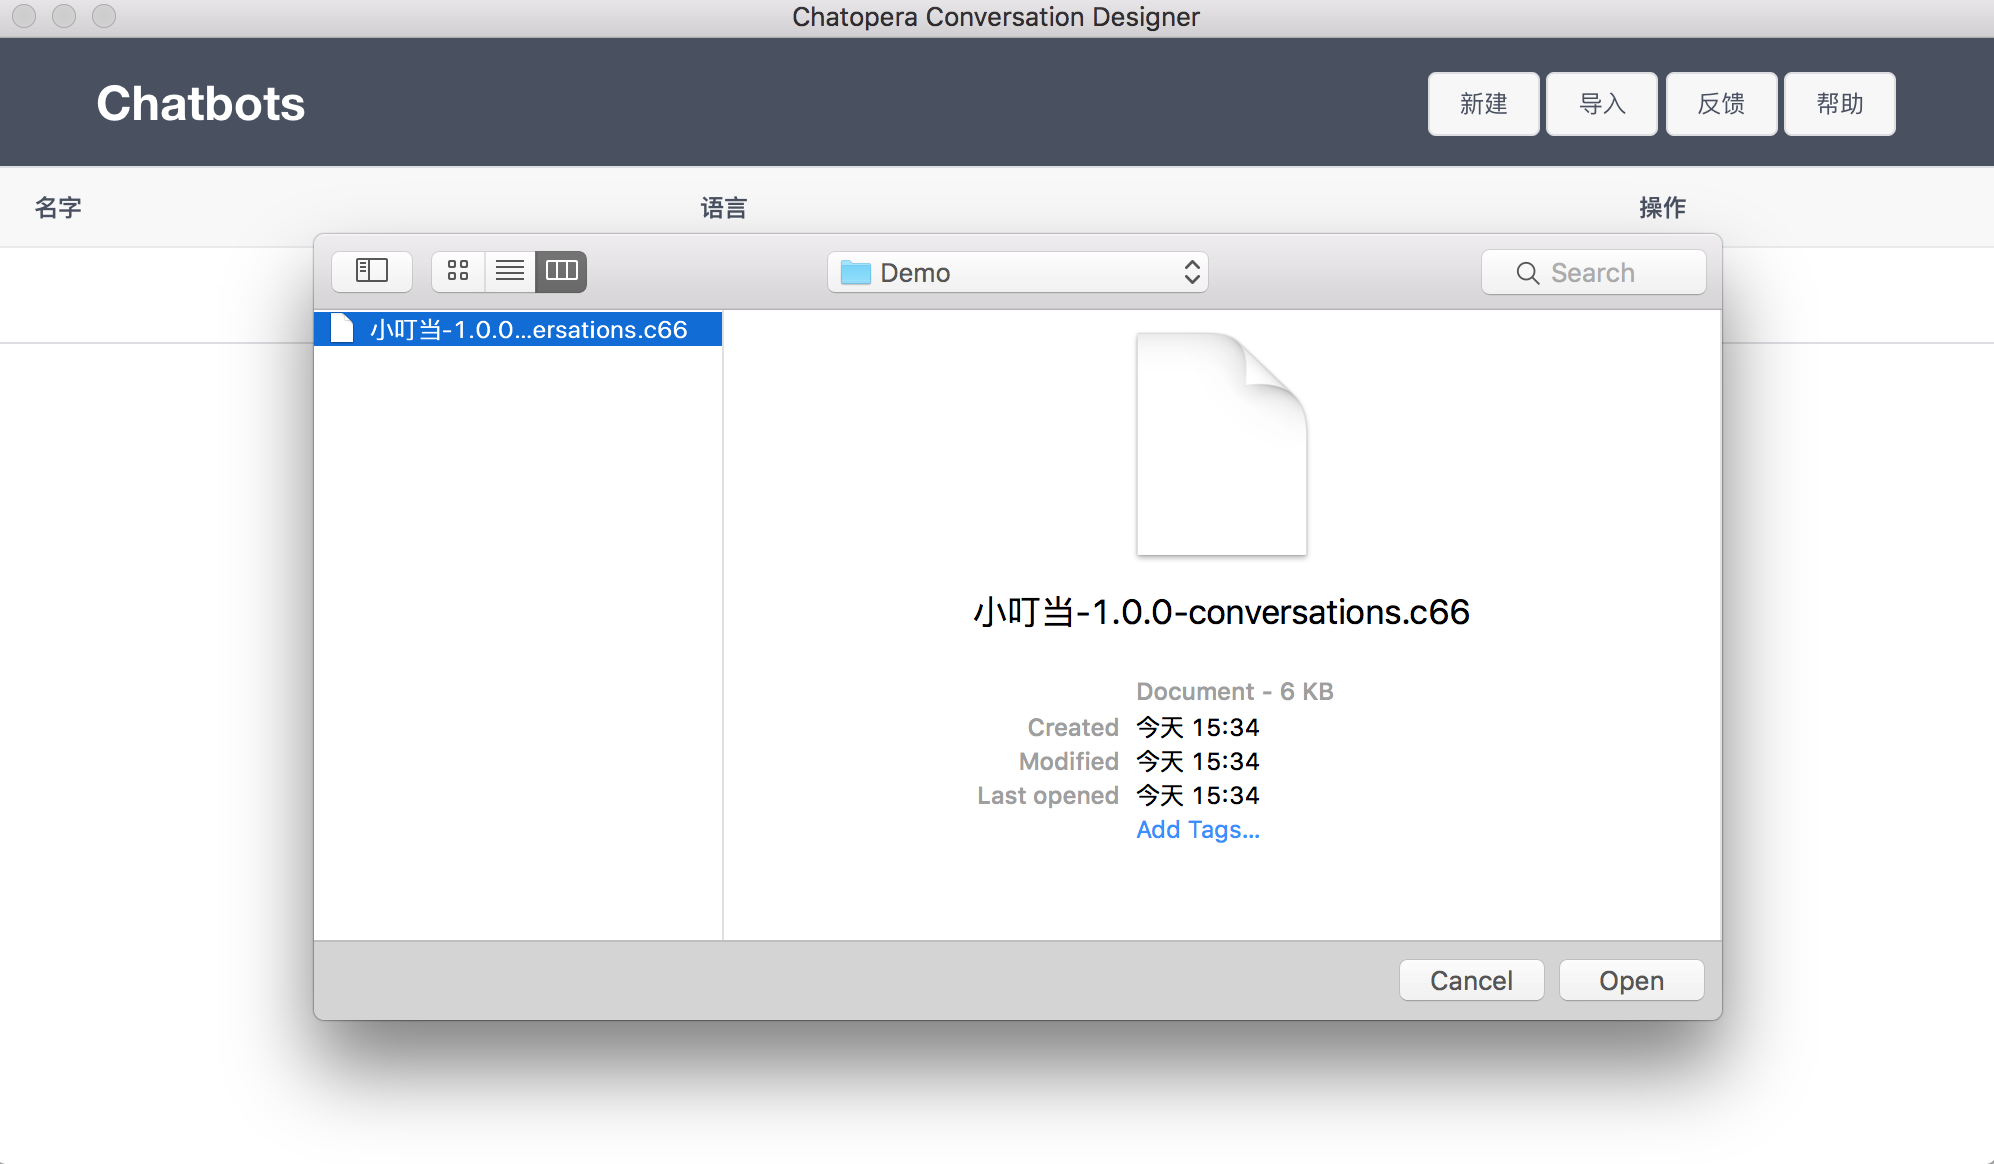 Chatopera Conversation Designer
Chatbots
新建 导入 反馈 帮助
名字 语言 操作
Demo Search
小叮当-1.0.0...ersations.c66
小叮当-1.0.0-conversations.c66
Document - 6 KB
Created 今天 15:34
Modified 今天 15:34
Last opened 今天 15:34
Add Tags...
Cancel Open